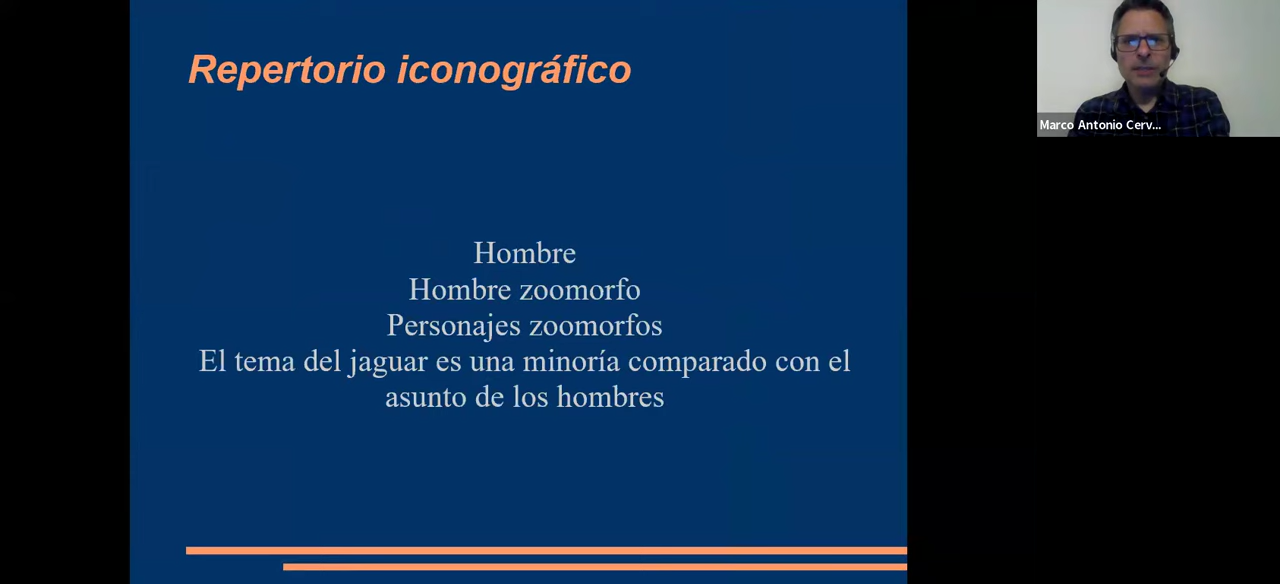 Repertorio iconográfico
Marco Antonio Cerv...
Hombre
Hombre zoomorfo
Personajes zoomorfos
El tema del jaguar es una minoría comparado con el
asunto de los hombres